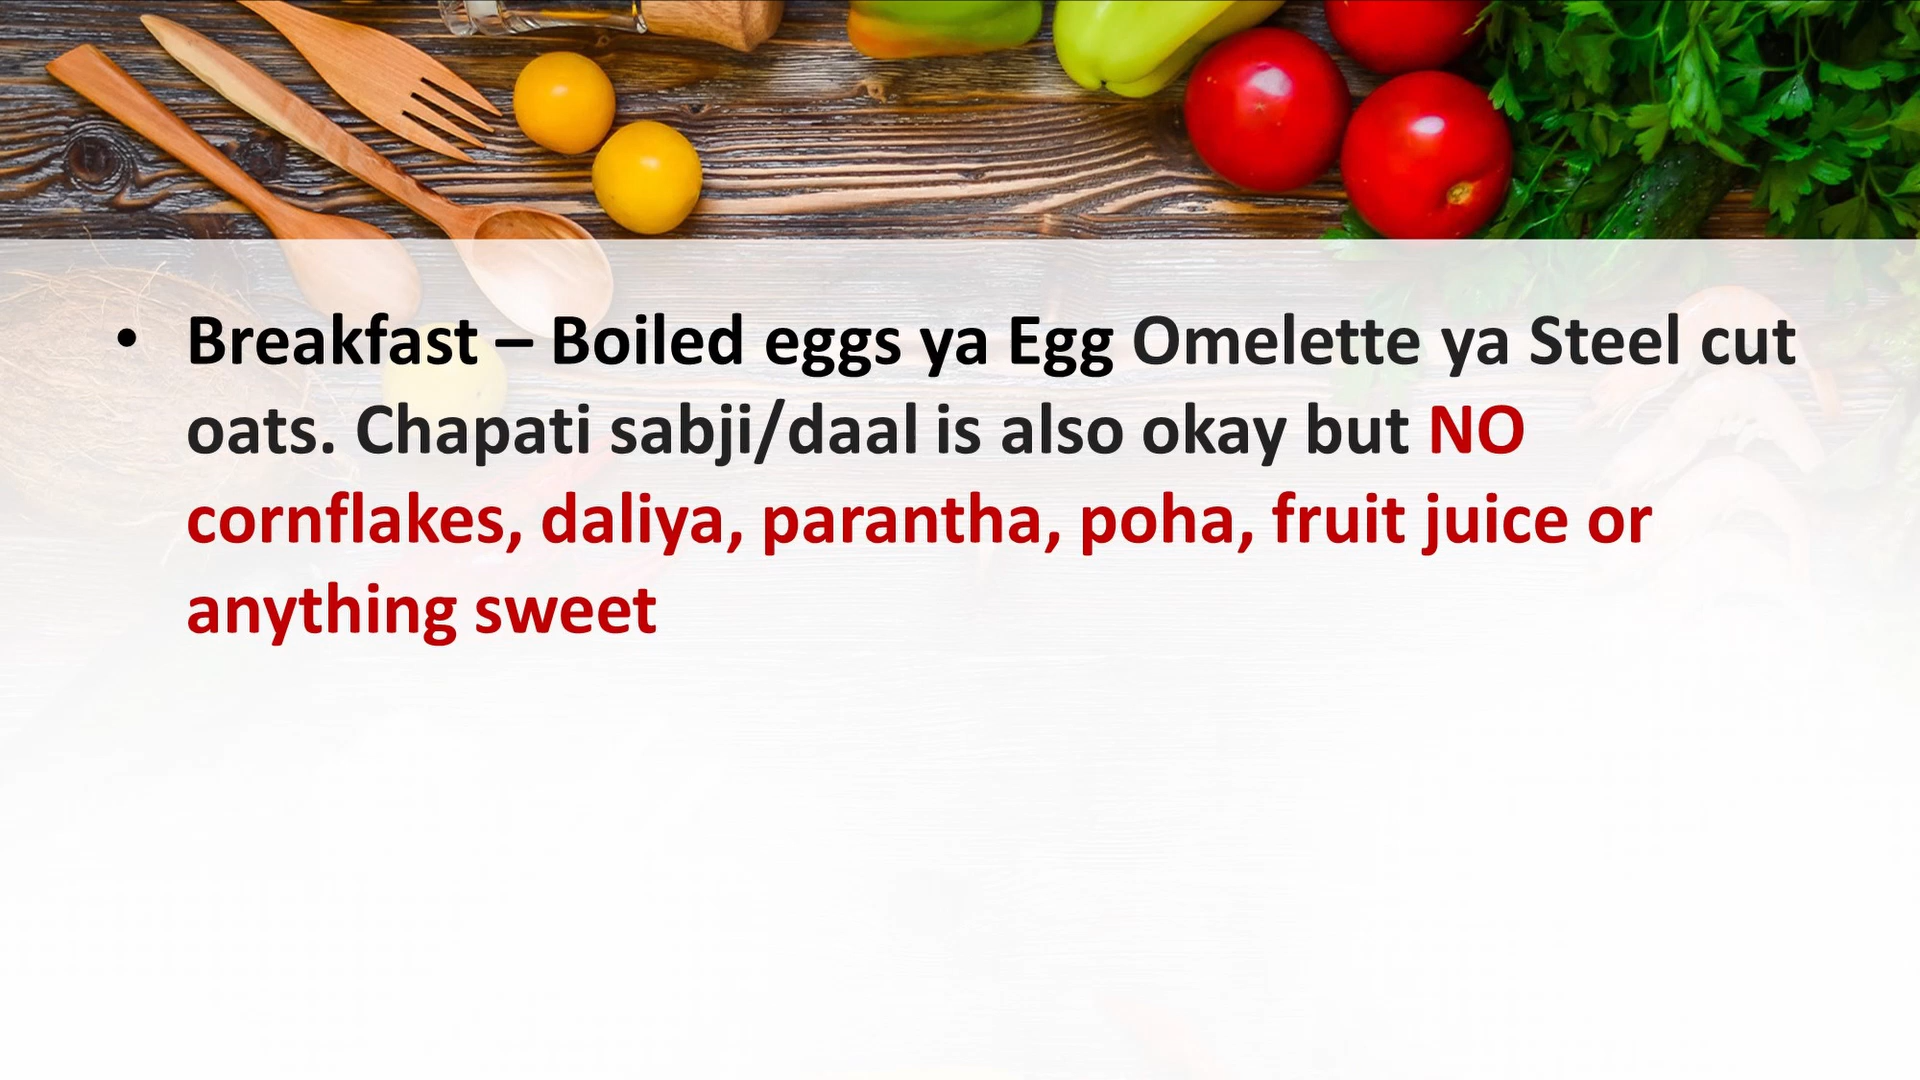 • Breakfast – Boiled eggs ya Egg Omelette ya Steel cut
oats. Chapati sabji/daal is also okay but NO
cornflakes, daliya, parantha, poha, fruit juice or
anything sweet